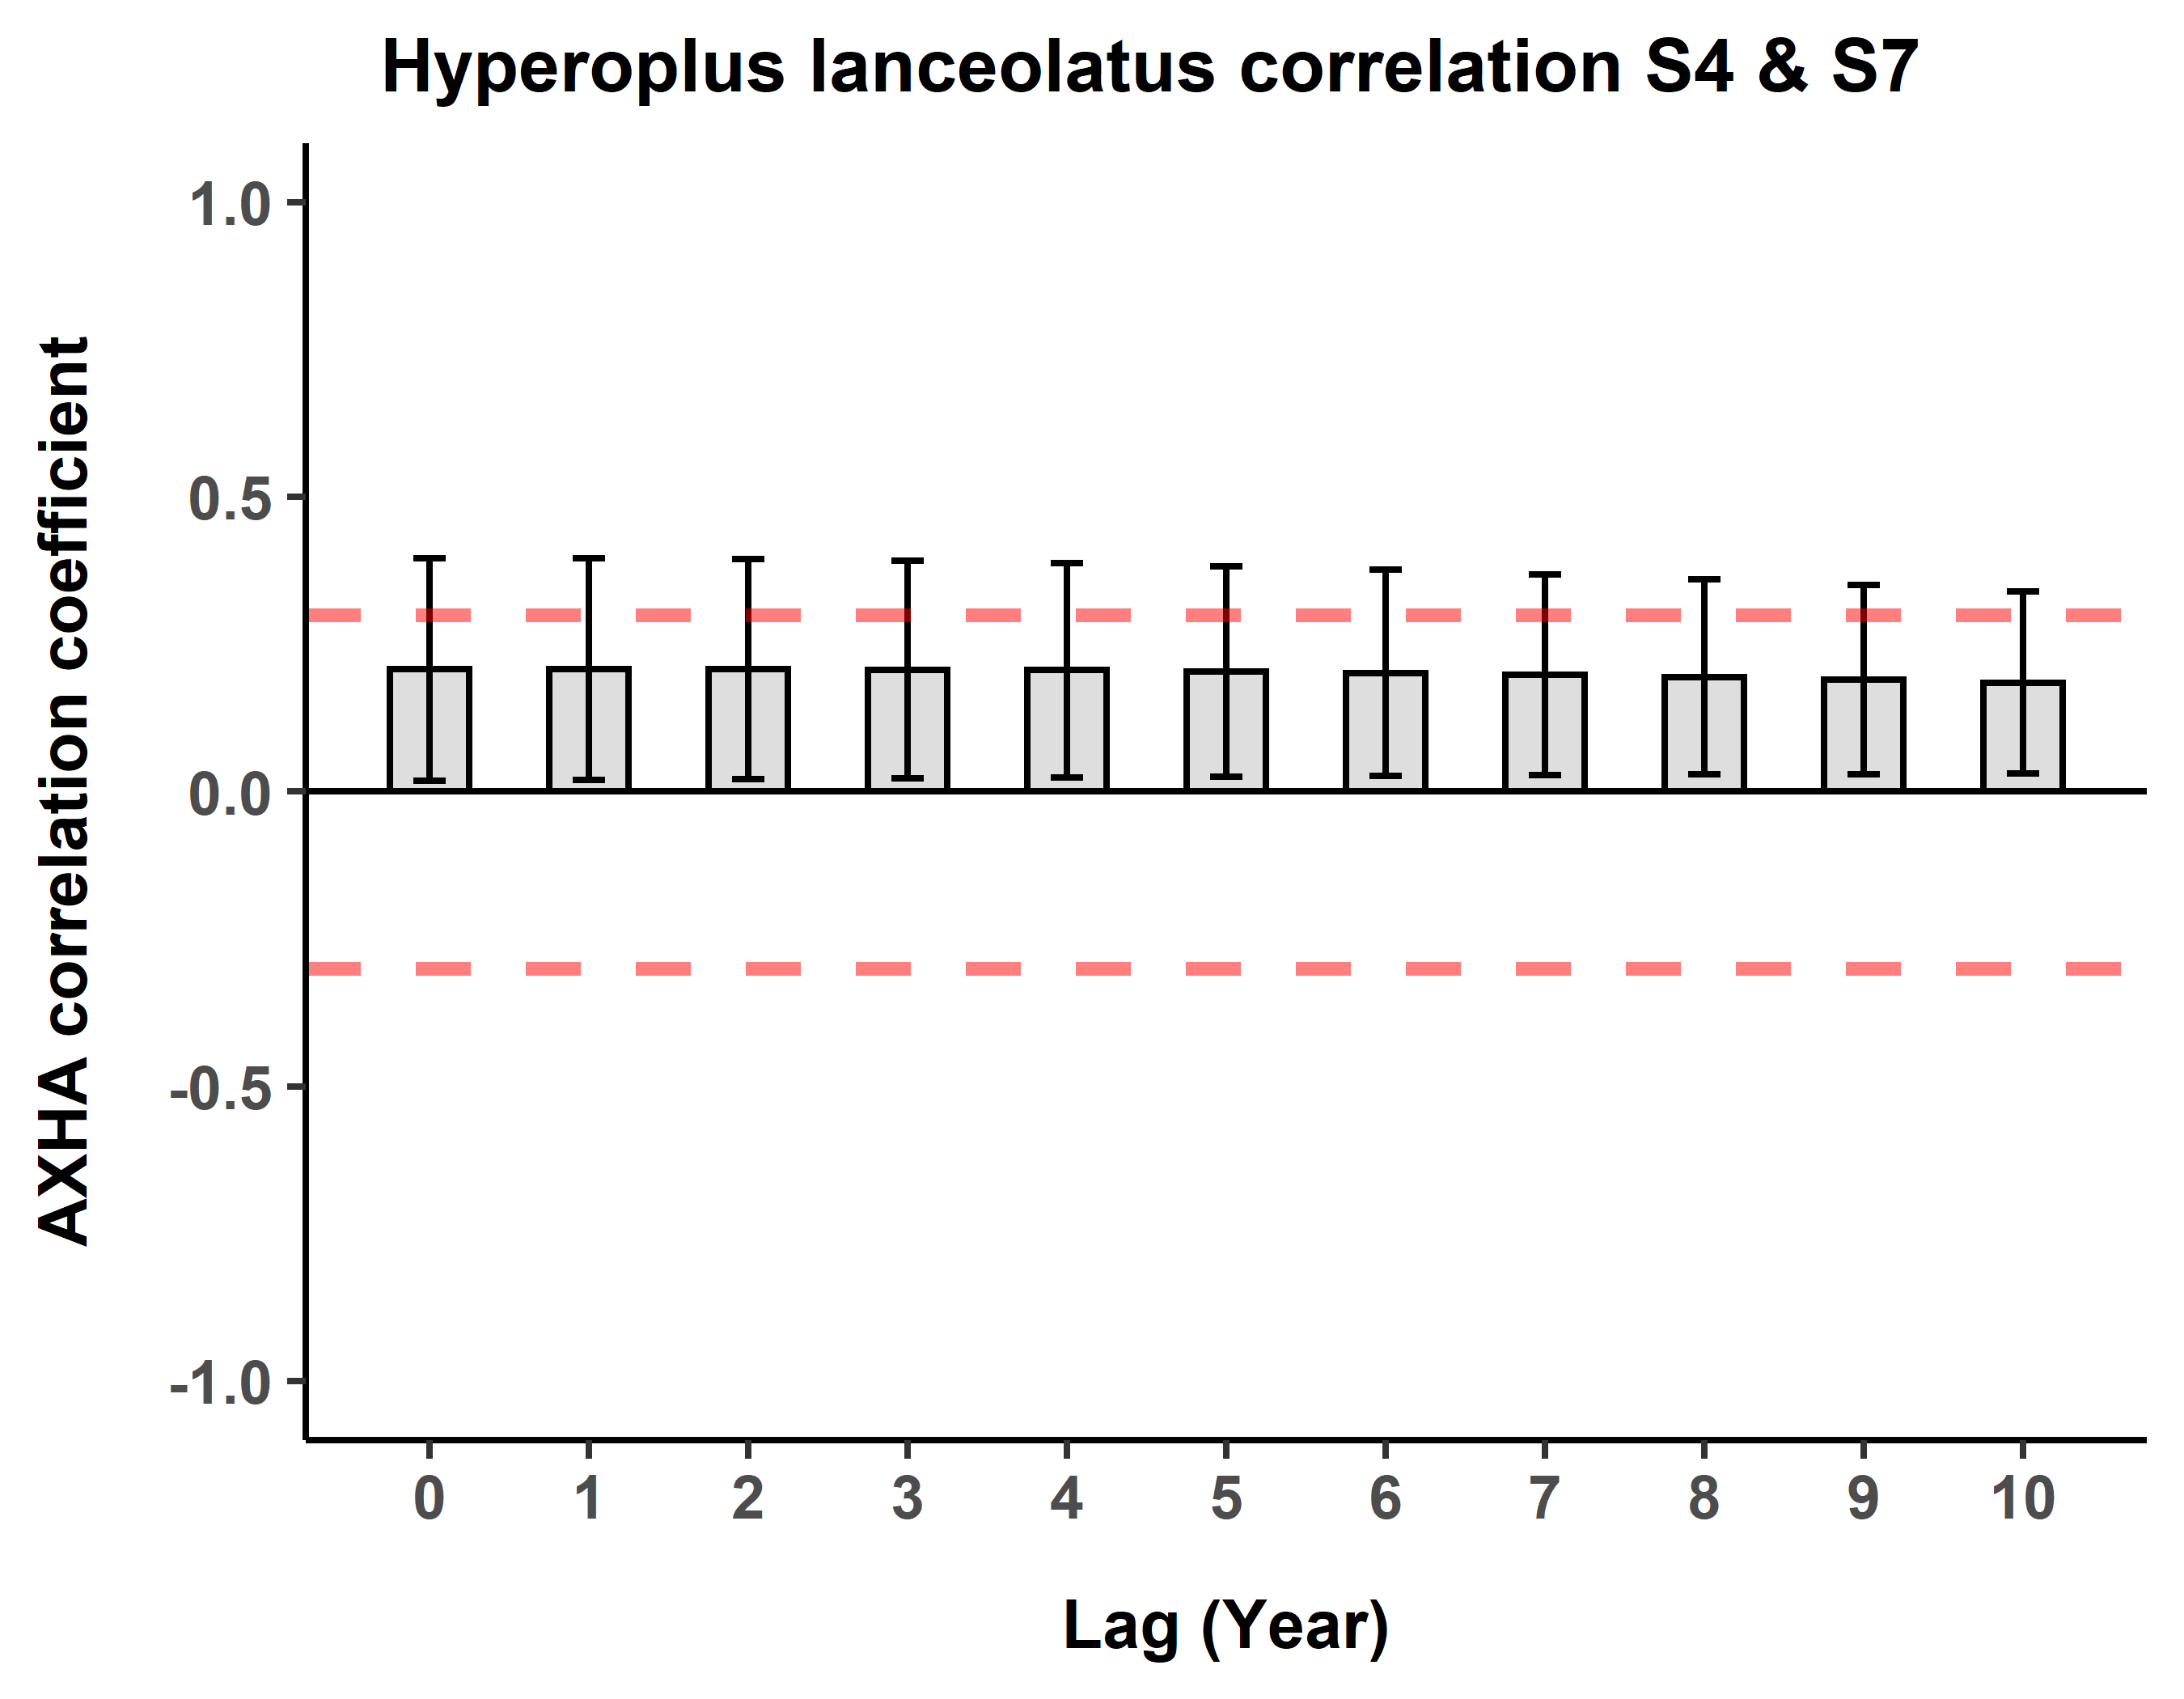 Hyperoplus lanceolatus correlation S4 & S7
AXHA correlation coefficient
1.0
0.5
0.0
-0.5
-1.0
0 1 2 3 4 5 6 7 8 9 10
Lag (Year)